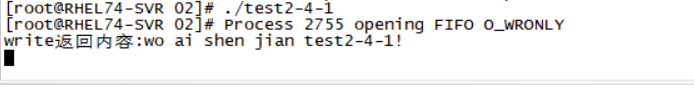 [root@RHEL74-SVR 02]# ./test2-4-1
[root@RHEL74-SVR 02]# Process 2755 opening FIFO O_WRONLY
write返回内容:wo ai shen jian test2-4-1!